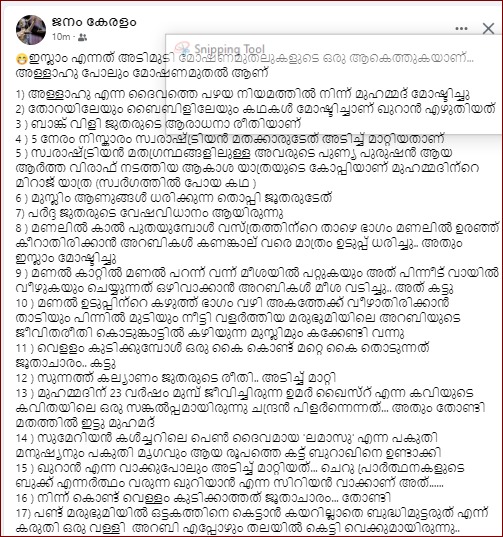 ജനം കേരളം
10m ·
Snipping Tool
😁ഇസ്ലാം എന്നത് അടിമുടി മോഷണമുതലുകളുടെ ഒരു ആകെത്തുകയാണ്...
അള്ളാഹു പോലും മോഷണമുതൽ ആണ്
1) അള്ളാഹു എന്ന ദൈവത്തെ പഴയ നിയമത്തിൽ നിന്ന് മുഹമ്മദ് മോഷ്ടിച്ചു
2) തോറയിലേയും ബൈബിളിലേയും കഥകൾ മോഷ്ടിച്ചാണ് ഖുറാൻ എഴുതിയത്
3 ) ബാങ്ക് വിളി ജുതരുടെ ആരാധനാ രീതിയാണ്
4 ) 5 നേരം നിസ്കാരം സ്വരാഷ്ട്രിയൻ മതക്കാരുടേത് അടിച്ച് മാറ്റിയതാണ്
5 ) സ്വരാഷ്ട്രിയൻ മതഗ്രന്ഥങ്ങളിലുള്ള അവരുടെ പുണ്യ പുരുഷൻ ആയ
ആർത്ത വിരാഫ് നടത്തിയ ആകാശ യാത്രയുടെ കോപ്പിയാണ് മുഹമ്മദിൻ്റെ
മിറാജ് യാത്ര (സ്വർഗത്തിൽ പോയ കഥ )
6 ) മുസ്ലിം ആണുങ്ങൾ ധരിക്കുന്ന തൊപ്പി ജൂതരുടേത്
7) പർദ്ദ ജൂതരുടെ വേഷവിധാനം ആയിരുന്നു
8 ) മണലിൽ കാൽ പുതയുമ്പോൾ വസ്ത്രത്തിൻ്റെ താഴെ ഭാഗം മണലിൽ ഉരഞ്ഞ്
കീറാതിരിക്കാൻ അറബികൾ കണങ്കാല് വരെ മാത്രം ഉടുപ്പ് ധരിച്ചു.. അതും
ഇസ്ലാം മോഷ്ടിച്ചു
9 ) മണൽ കാറ്റിൽ മണൽ പറന്ന് വന്ന് മീശയിൽ പറ്റുകയും അത് പിന്നീട് വായിൽ
വീഴുകയും ചെയ്യുന്നത് ഒഴിവാക്കാൻ അറബികൾ മീശ വടിച്ചു.. അത് കട്ടു
10 ) മണൽ ഉടുപ്പിൻ്റെ കഴുത്ത് ഭാഗം വഴി അകത്തേക്ക് വീഴാതിരിക്കാൻ
താടിയും പിന്നിൽ മുടിയും നീട്ടി വളർത്തിയ മരുഭൂമിയിലെ അറബിയുടെ
ജീവിതരീതി കൊടുങ്കാട്ടിൽ കഴിയുന്ന മുസ്ലിമും കക്കേണ്ടി വന്നു
11 ) വെള്ളം കുടിക്കുമ്പോൾ ഒരു കൈ കൊണ്ട് മറ്റെ കൈ തൊടുന്നത്
ജൂതാചാരം.. കട്ടു
12 ) സുന്നത്ത് കല്യാണം ജുതരുടെ രീതി.. അടിച്ച് മാറ്റി
13 ) മുഹമ്മദിന് 23 വർഷം മുമ്പ് ജീവിച്ചിരുന്ന ഉമർ ഖൈസ്റ് എന്ന കവിയുടെ
കവിതയിലെ ഒരു സങ്കൽപ്പമായിരുന്നു ചന്ദ്രൻ പിളർന്നെന്നത്... അതും തോണ്ടി
മതത്തിൽ ഇട്ടു മുഹമദ്
14 ) സുമേറിയൻ കൾച്ചറിലെ പെൺ ദൈവമായ 'ലമാസു' എന്ന പകുതി
മനുഷ്യനും പകുതി മൃഗവും ആയ രൂപത്തെ കട്ട് ബുറാഖിനെ ഉണ്ടാക്കി
15 ) ഖുറാൻ എന്ന വാക്കുപോലും അടിച്ച് മാറ്റിയത്... ചെറു പ്രാർത്ഥനകളുടെ
ബുക്ക് എന്നർത്ഥം വരുന്ന ഖുറിയാൻ എന്ന സിറിയൻ വാക്കാണ് അത്......
16 ) നിന്ന് കൊണ്ട് വെള്ളം കുടിക്കാത്തത് ജൂതാചാരം... തോണ്ടി
17) പണ്ട് മരുഭൂമിയിൽ ഒട്ടകത്തിനെ കെട്ടാൻ കയറില്ലാതെ ബുദ്ധിമുട്ടരുത് എന്ന്
കരുതി ഒരു വള്ളി അറബി എപ്പോഴും തലയിൽ കെട്ടി വെക്കുമായിരുന്നു..